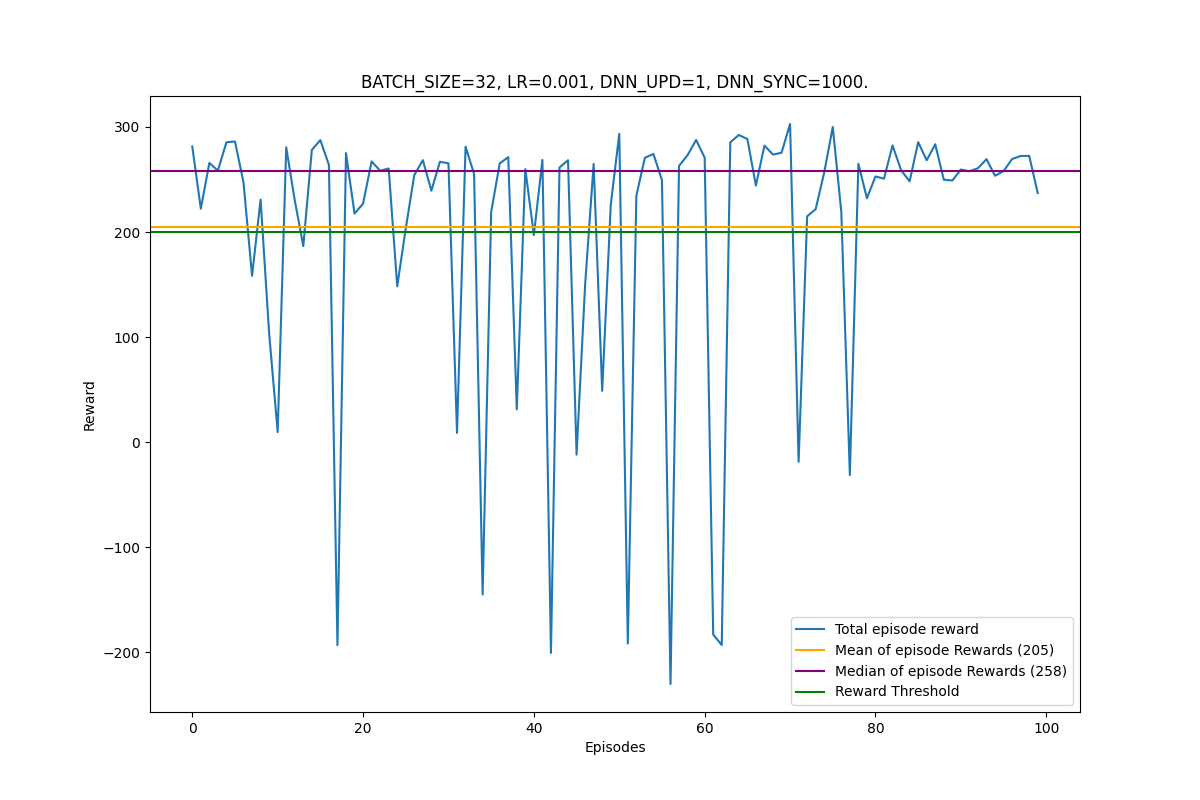 BATCH_SIZE=32, LR=0.001, DNN_UPD=1, DNN_SYNC=1000.
300
200
100
0
−100
−200
Reward
0
20
40
60
80
100
Episodes
Total episode reward
Mean of episode Rewards (205)
Median of episode Rewards (258)
Reward Threshold